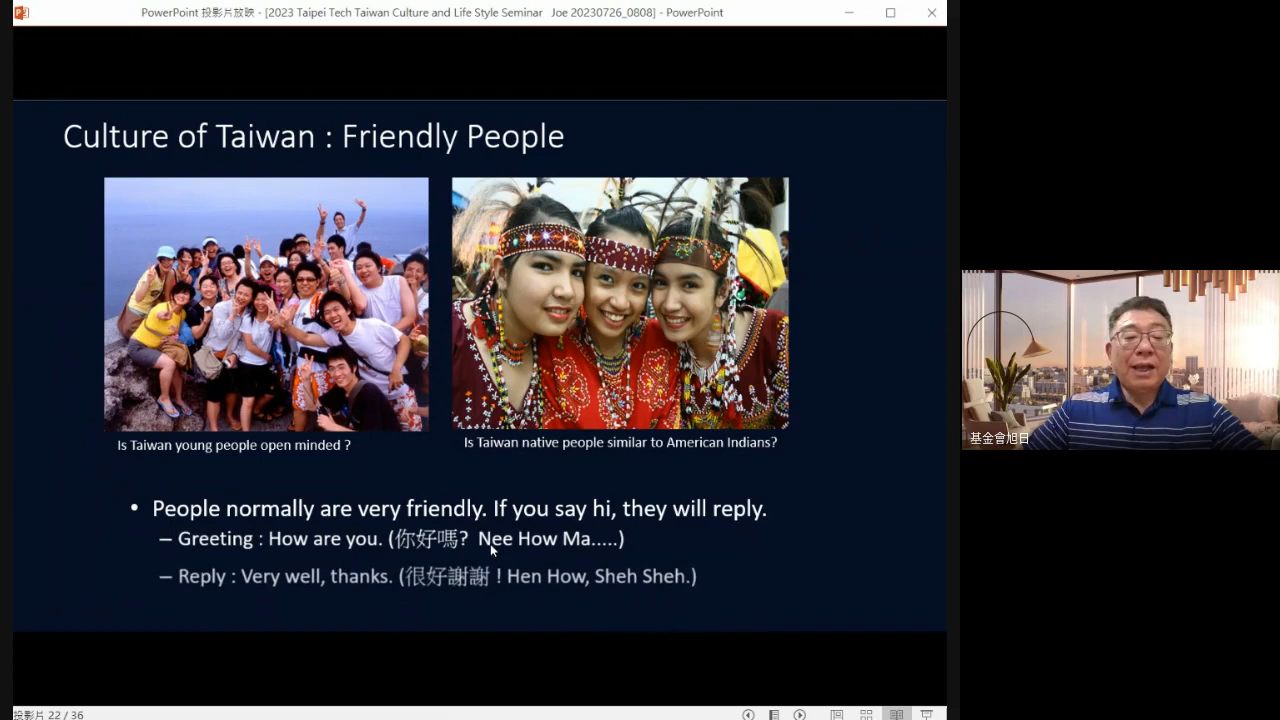 PowerPoint 投影片放映 - [2023 Taipei Tech Taiwan Culture and Life Style Seminar Joe 20230726_0808] - PowerPoint
Culture of Taiwan : Friendly People
Is Taiwan young people open minded ?
Is Taiwan native people similar to American Indians?
• People normally are very friendly. If you say hi, they will reply.
– Greeting : How are you. (你好嗎? Nee How Ma.....)
– Reply : Very well, thanks. (很好謝謝 ! Hen How, Sheh Sheh.)
基金會旭日
投影片 22 / 36